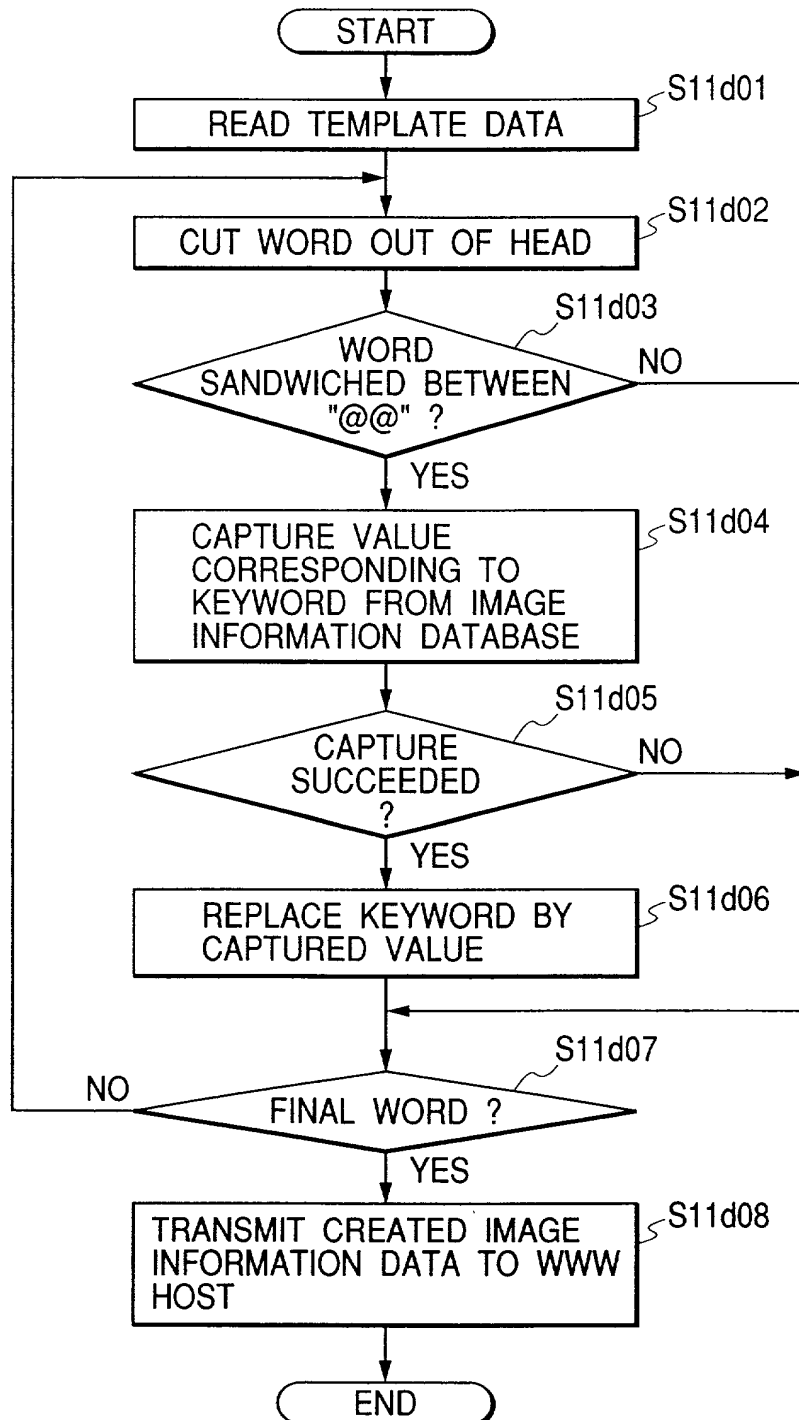 START
S11d01
READ TEMPLATE DATA
S11d02
CUT WORD OUT OF HEAD
S11d03
WORD
SANDWICHED BETWEEN
"@@" ?
NO
YES
S11d04
CAPTURE VALUE
CORRESPONDING TO
KEYWORD FROM IMAGE
INFORMATION DATABASE
S11d05
CAPTURE
SUCCEEDED
?
NO
YES
S11d06
REPLACE KEYWORD BY
CAPTURED VALUE
S11d07
NO
FINAL WORD ?
YES
S11d08
TRANSMIT CREATED IMAGE
INFORMATION DATA TO WWW
HOST
END